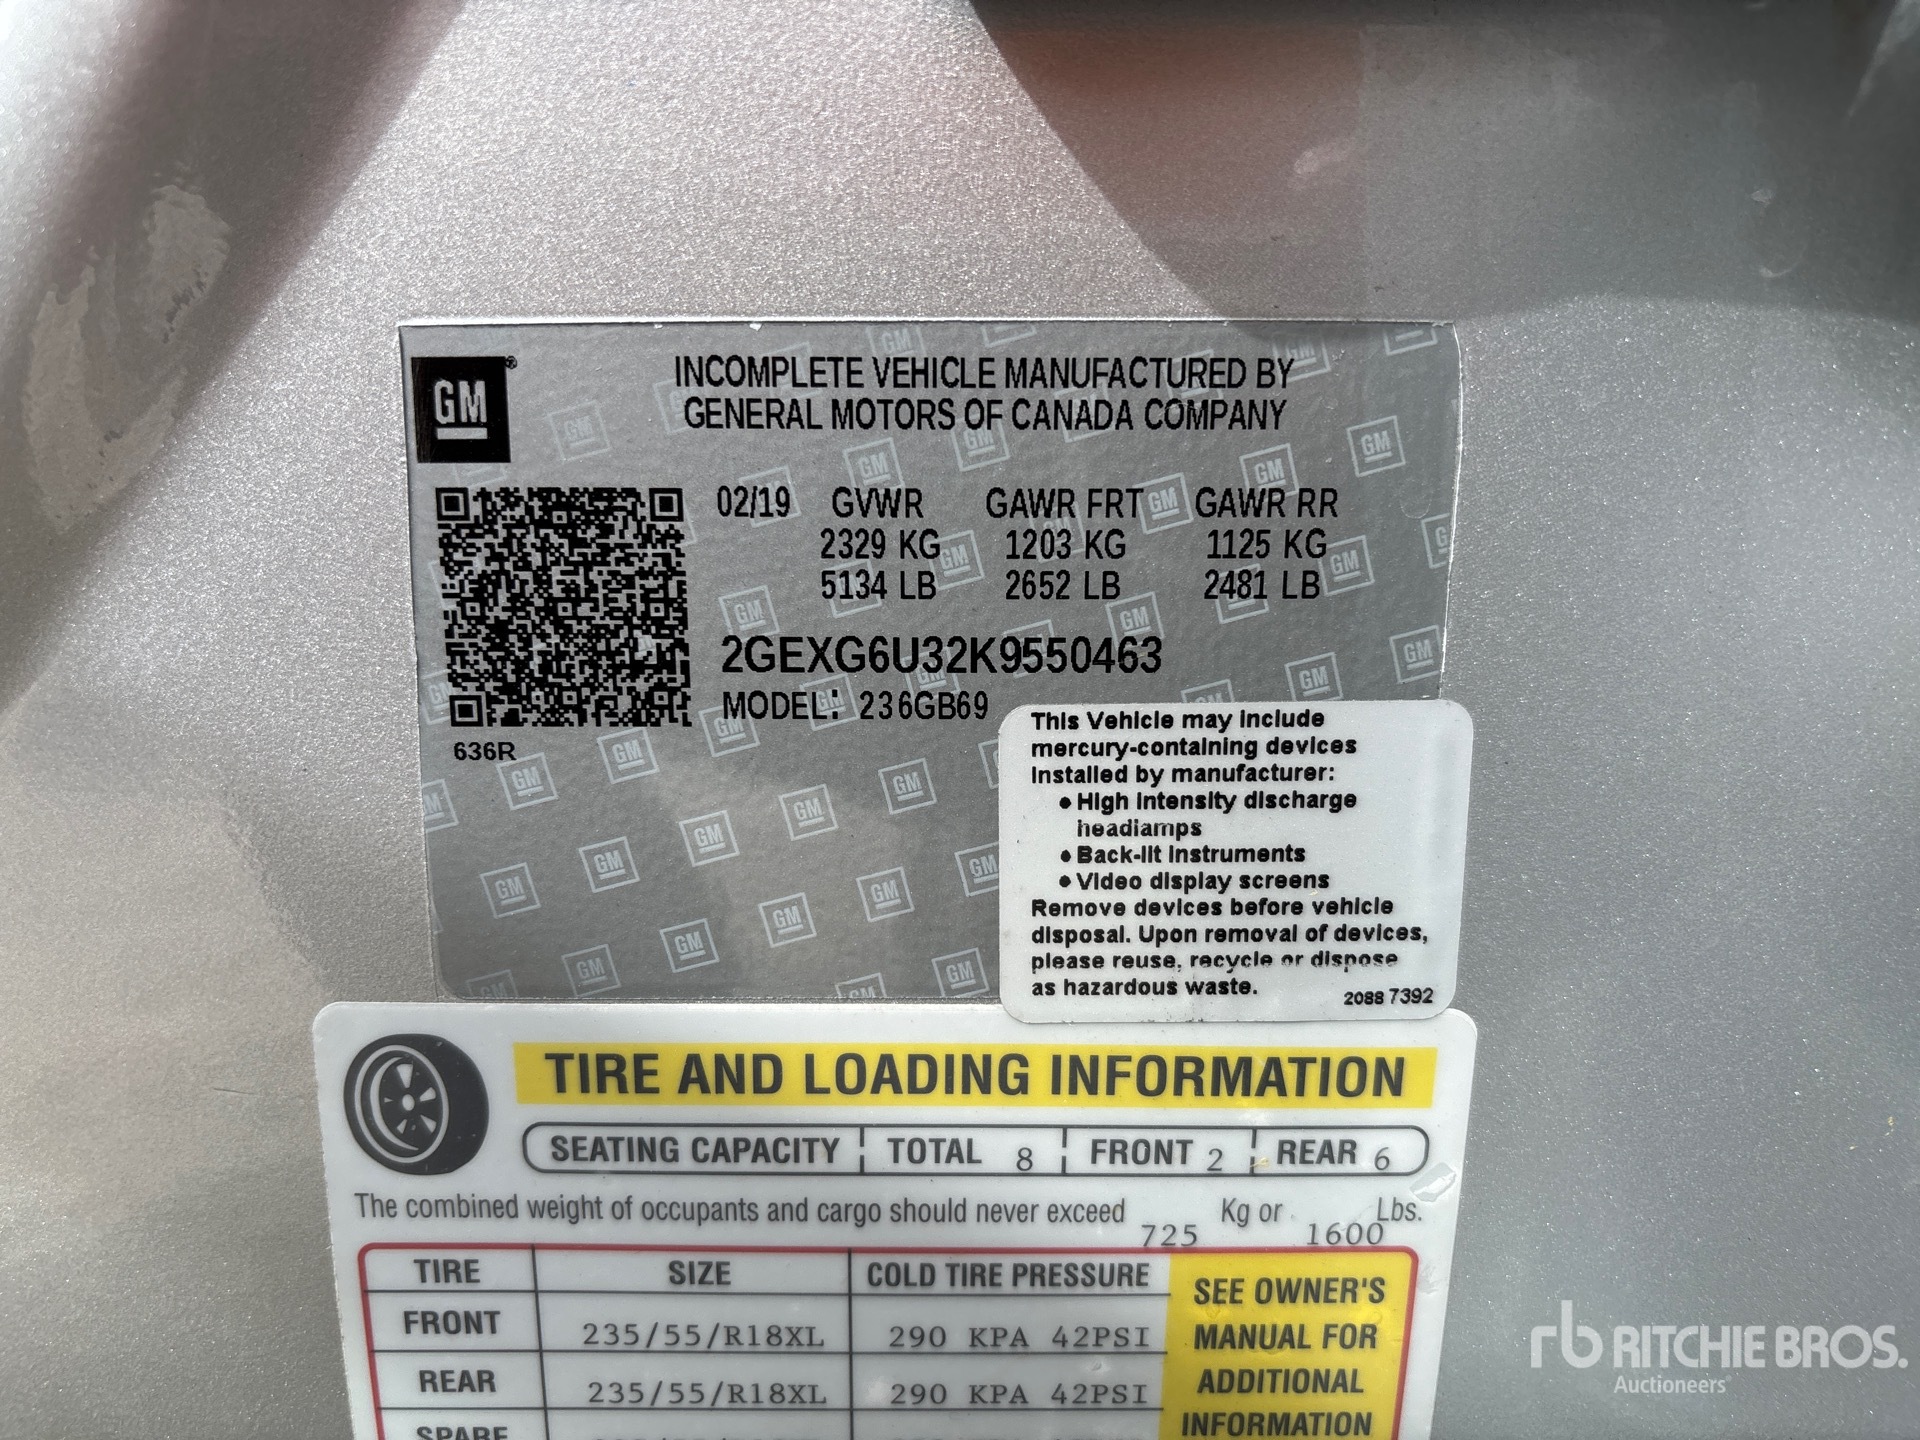 GM
INCOMPLETE VEHICLE MANUFACTURED BY
GENERAL MOTORS OF CANADA COMPANY
02/19 GVWR GAWR FRT GAWR RR
2329 KG 1203 KG 1125 KG
5134 LB 2652 LB 2481 LB
2GEXG6U32K9550463
MODEL: 236GB69
636R
This Vehicle may include
mercury-containing devices
installed by manufacturer:
• High intensity discharge
headlamps
• Back-lit instruments
• Video display screens
Remove devices before vehicle
disposal. Upon removal of devices,
please reuse, recycle or dispose
as hazardous waste.
2088 7392
TIRE AND LOADING INFORMATION
SEATING CAPACITY TOTAL 8 FRONT 2 REAR 6
The combined weight of occupants and cargo should never exceed 725 Kg or 1600 Lbs.
TIRE SIZE COLD TIRE PRESSURE
FRONT 235/55/R18XL 290 KPA 42PSI
REAR 235/55/R18XL 290 KPA 42PSI
SPARE
SEE OWNER'S
MANUAL FOR
ADDITIONAL
INFORMATION
rb RITCHIE BROS.
Auctioneers